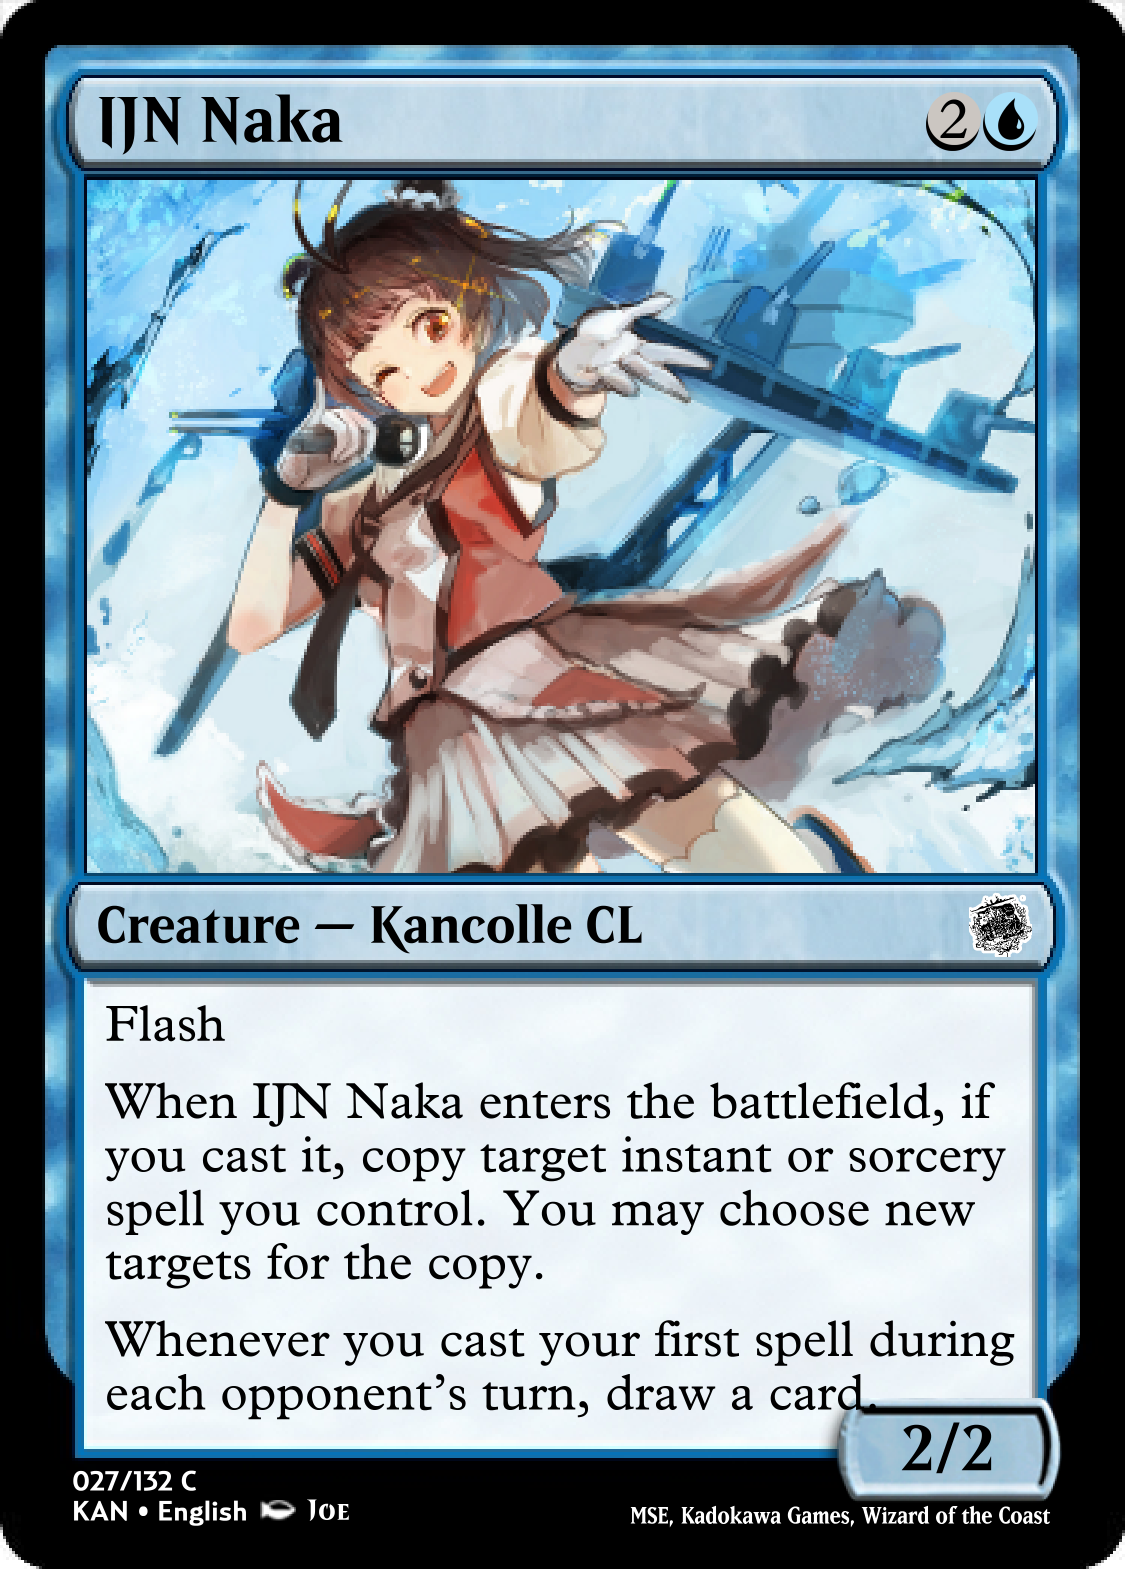 IJN Naka
2
Creature — Kancolle CL
Flash
When IJN Naka enters the battlefield, if
you cast it, copy target instant or sorcery
spell you control. You may choose new
targets for the copy.
Whenever you cast your first spell during
each opponent's turn, draw a card.
2/2
027/132 C
KAN • English JOE
MSE, Kadokawa Games, Wizard of the Coast